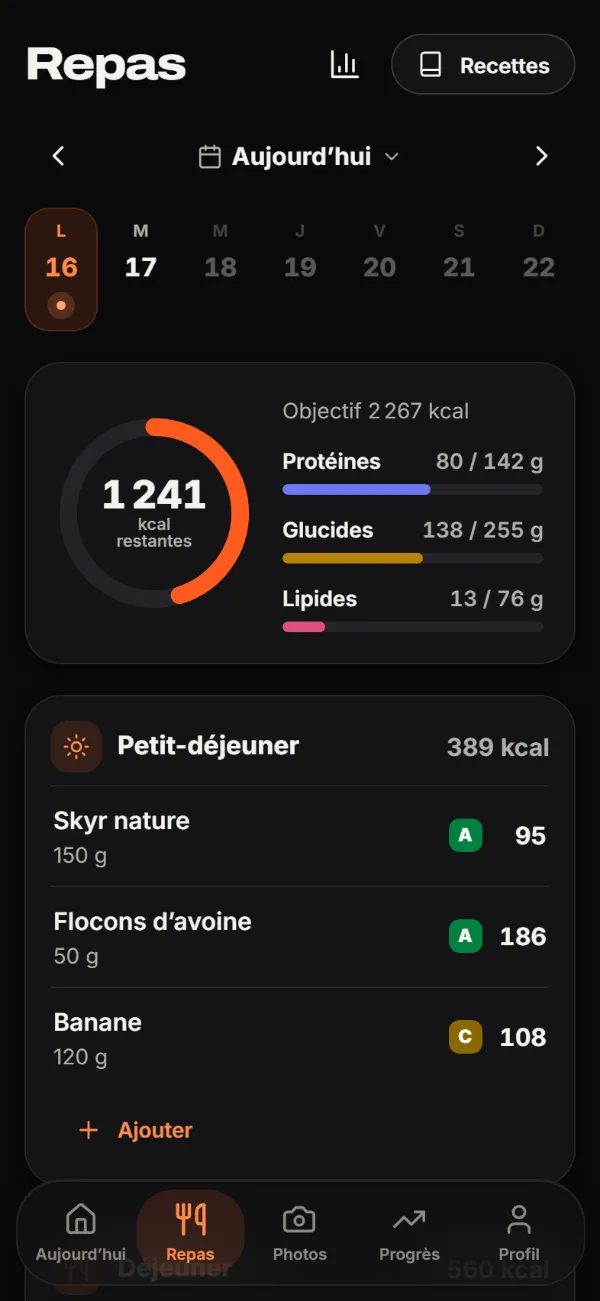 Repas
Recettes
Aujourd’hui
L M M J V S D
16 17 18 19 20 21 22
Objectif 2 267 kcal
1 241
kcal
restantes
Protéines 80 / 142 g
Glucides 138 / 255 g
Lipides 13 / 76 g
Petit-déjeuner 389 kcal
Skyr nature
150 g
A 95
Flocons d’avoine
50 g
A 186
Banane
120 g
C 108
+ Ajouter
Aujourd’hui Repas Photos Progrès Profil
Déjeuner 560 kcal